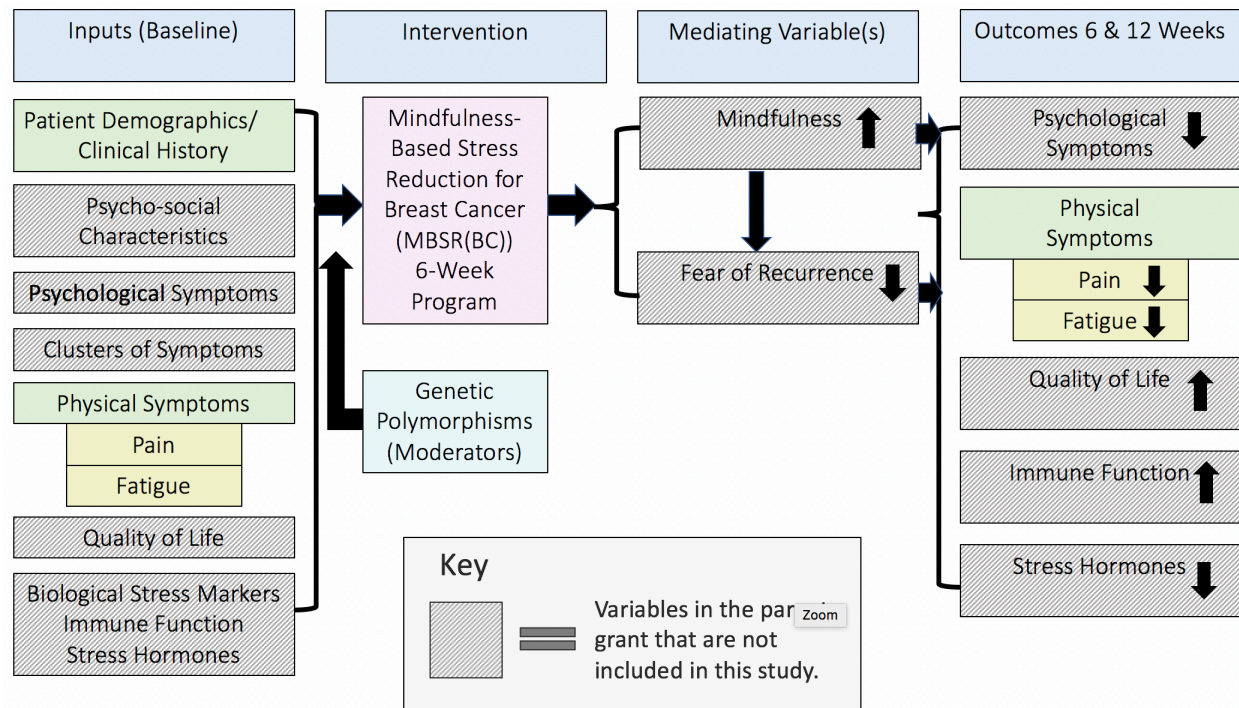 Inputs (Baseline)
Intervention
Mediating Variable(s)
Outcomes 6 & 12 Weeks
Patient Demographics/
Clinical History
Psycho-social
Characteristics
Psychological Symptoms
Clusters of Symptoms
Physical Symptoms
Pain
Fatigue
Quality of Life
Biological Stress Markers
Immune Function
Stress Hormones
Mindfulness-
Based Stress
Reduction for
Breast Cancer
(MBSR(BC))
6-Week
Program
Genetic
Polymorphisms
(Moderators)
Mindfulness
Fear of Recurrence
Psychological
Symptoms
Physical
Symptoms
Pain
Fatigue
Quality of Life
Immune Function
Stress Hormones
Key
Variables in the
grant that are not
included in this study.
Zoom